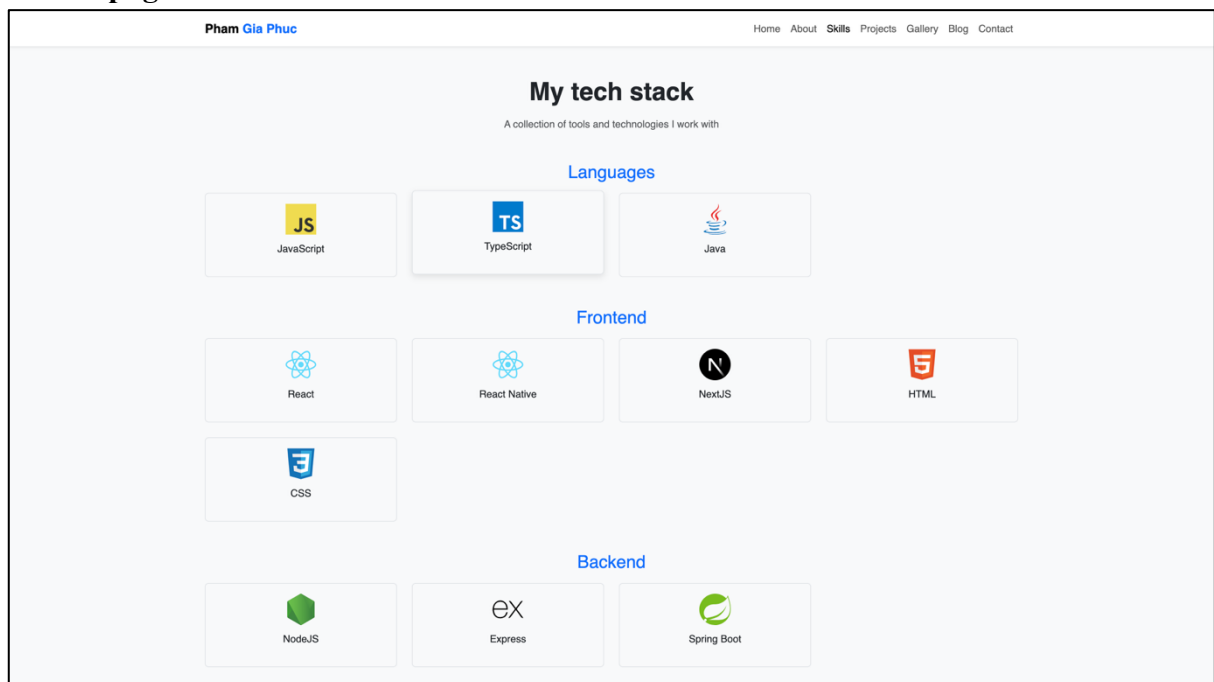 Pham Gia Phuc
Home About Skills Projects Gallery Blog Contact
My tech stack
A collection of tools and technologies I work with
Languages
JS
TS
JavaScript
TypeScript
Java
Frontend
N
5
React
React Native
NextJS
HTML
3
CSS
Backend
ex
NodeJS
Express
Spring Boot